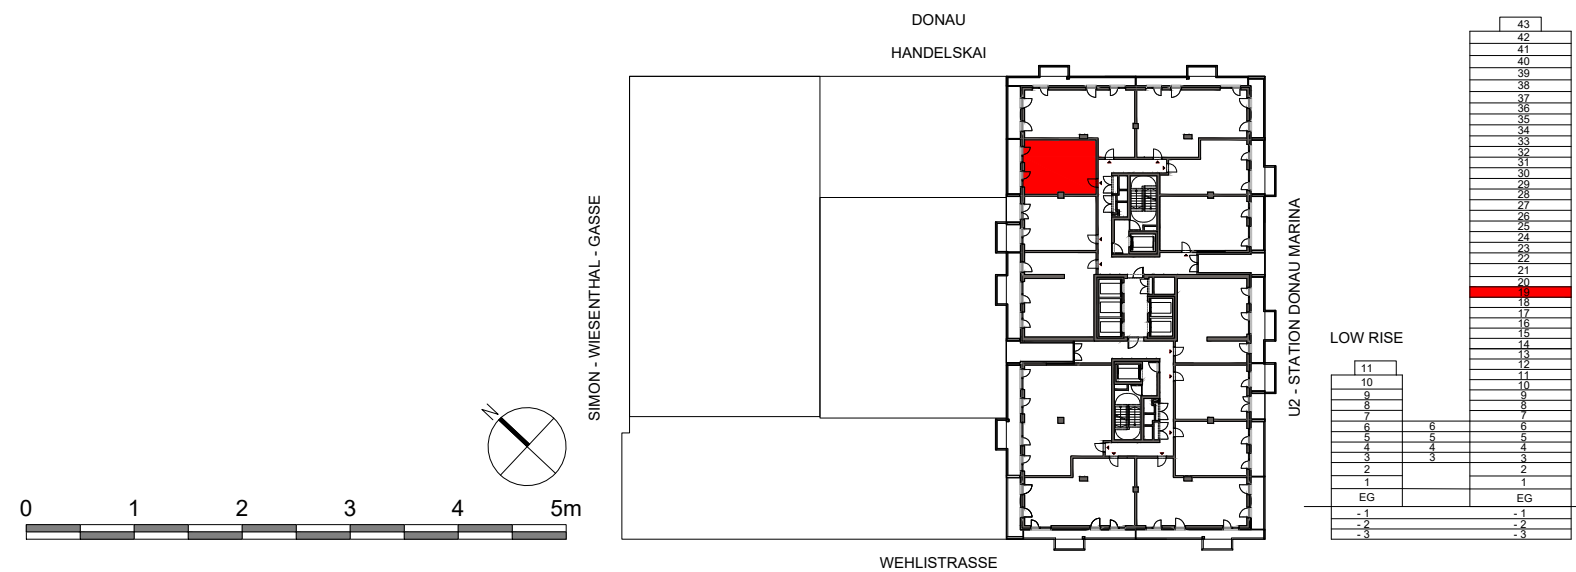 DONAU
HANDELSKAI
SIMON - WIESENTHAL - GASSE
U2 - STATION DONAU MARINA
WEHLISTRASSE
N
0 1 2 3 4 5m
LOW RISE
43
42
41
40
39
38
37
36
35
34
33
32
31
30
29
28
27
26
25
24
23
22
21
20
19
18
17
16
15
14
13
11 12
11
10 10
9 9
8 8
7 7
6 6 6
5 5 5
4 4 4
3 3 3
2 2
1 1
EG EG
- 1 - 1
- 2 - 2
- 3 - 3